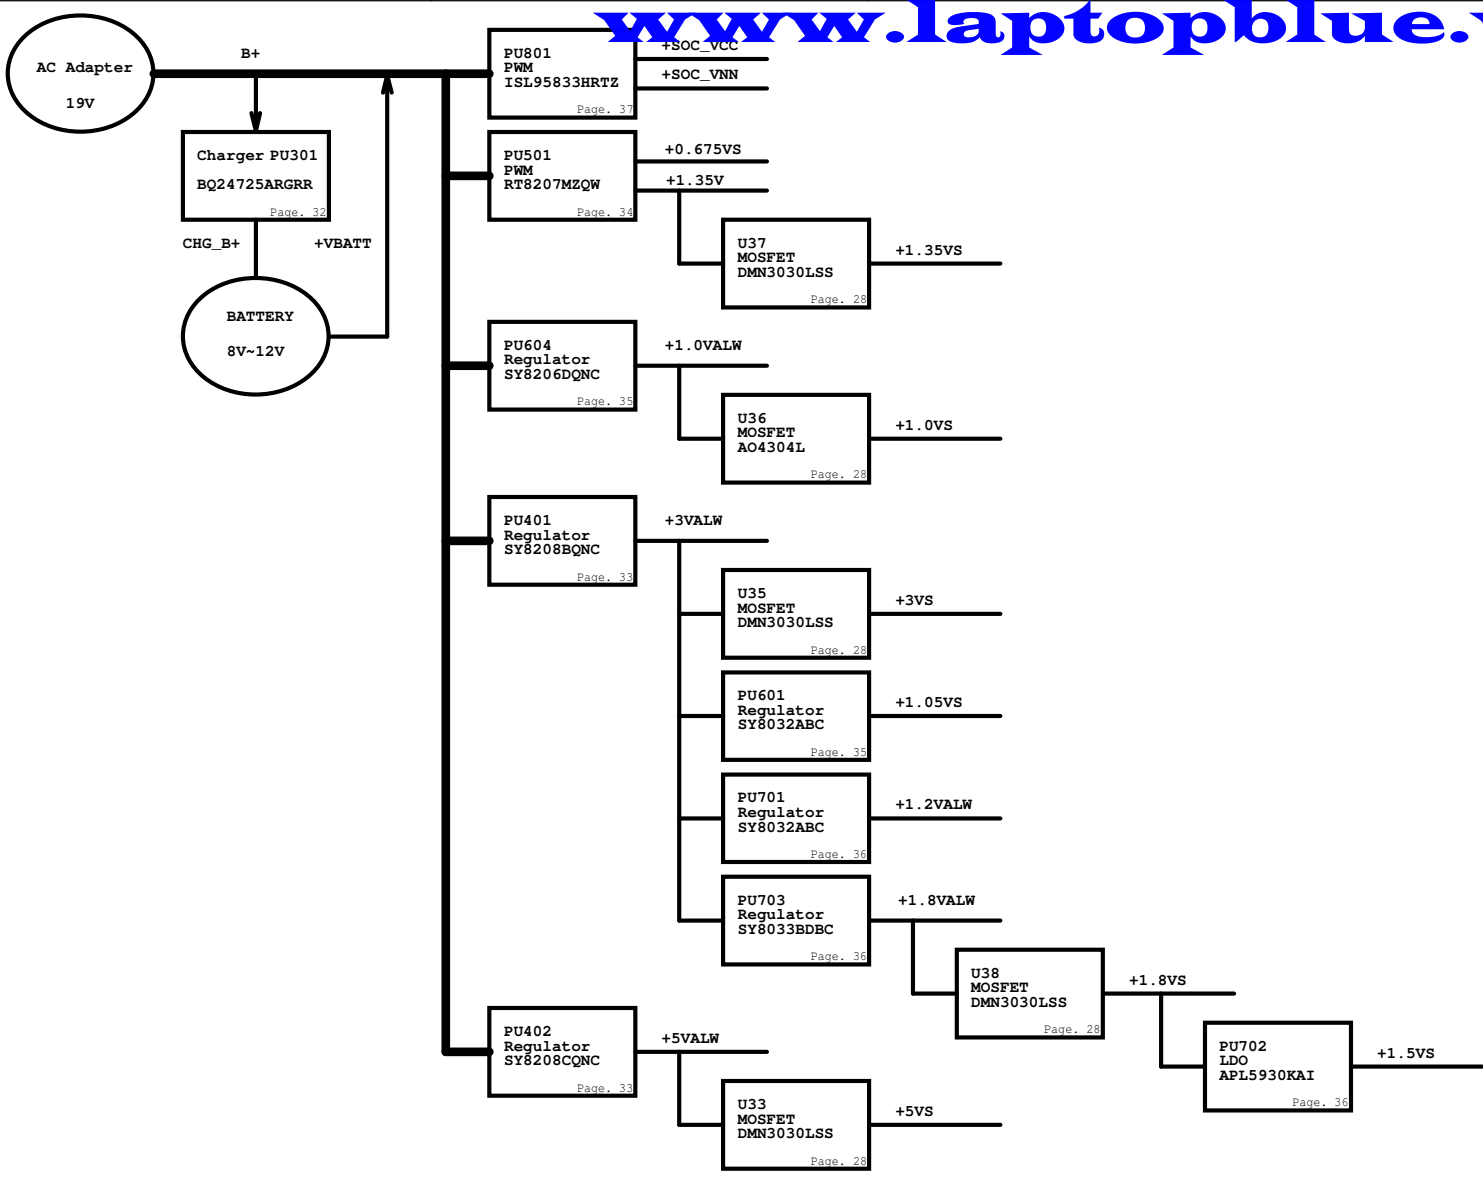 www.laptopblue.
AC Adapter
19V
B+
PU801
PWM
ISL95833HRTZ
Page. 37
+SOC_VCC
+SOC_VNN
Charger PU301
BQ24725ARGRR
Page. 32
CHG_B+
+VBATT
BATTERY
8V~12V
PU501
PWM
RT8207MZQW
Page. 34
+0.675VS
+1.35V
U37
MOSFET
DMN3030LSS
Page. 28
+1.35VS
PU604
Regulator
SY8206DQNC
Page. 35
+1.0VALW
U36
MOSFET
AO4304L
Page. 28
+1.0VS
PU401
Regulator
SY8208BQNC
Page. 33
+3VALW
U35
MOSFET
DMN3030LSS
Page. 28
+3VS
PU601
Regulator
SY8032ABC
Page. 35
+1.05VS
PU701
Regulator
SY8032ABC
Page. 36
+1.2VALW
PU703
Regulator
SY8033BDBC
Page. 36
+1.8VALW
U38
MOSFET
DMN3030LSS
Page. 28
+1.8VS
PU702
LDO
APL5930KAI
Page. 36
+1.5VS
PU402
Regulator
SY8208CQNC
Page. 33
+5VALW
U33
MOSFET
DMN3030LSS
Page. 28
+5VS